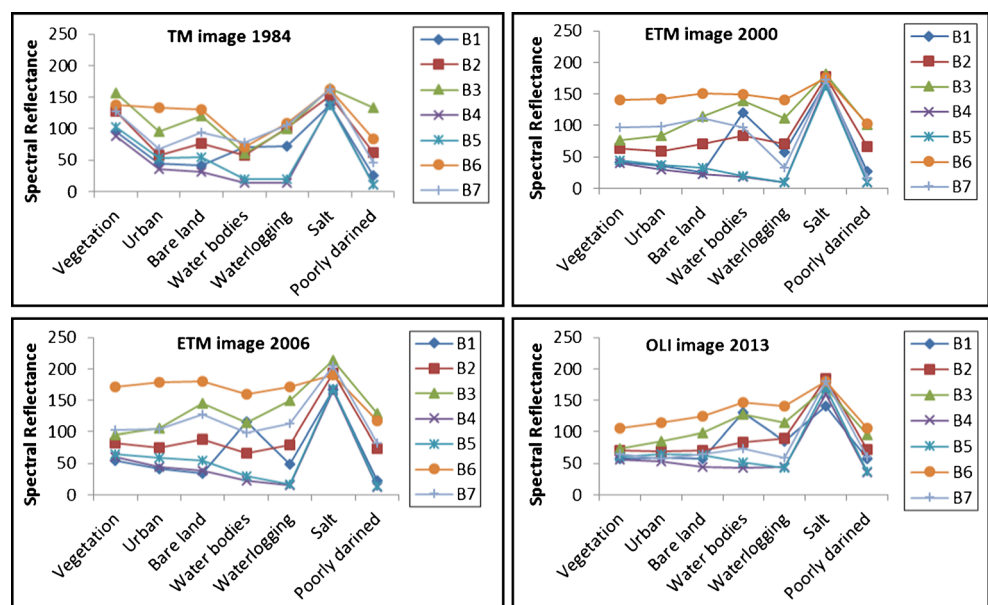 TM image 1984
Spectral Reflectance
250
200
150
100
50
0
Vegetation
Urban
Bare land
Water bodies
Waterlogging
Salt
Poorly darined
B1
B2
B3
B4
B5
B6
B7
ETM image 2000
Spectral Reflectance
250
200
150
100
50
0
Vegetation
Urban
Bare land
Water bodies
Waterlogging
Salt
Poorly darined
B1
B2
B3
B4
B5
B6
B7
ETM image 2006
Spectral Reflectance
250
200
150
100
50
0
Vegetation
Urban
Bare land
Water bodies
Waterlogging
Salt
Poorly darined
B1
B2
B3
B4
B5
B6
B7
OLI image 2013
Spectral Reflectance
250
200
150
100
50
0
Vegetation
Urban
Bare land
Water bodies
Waterlogging
Salt
Poorly darined
B1
B2
B3
B4
B5
B6
B7